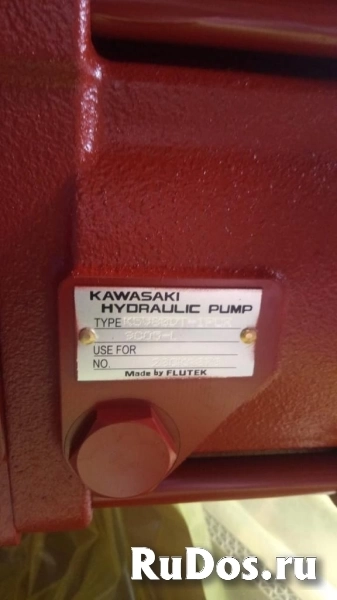 KAWASAKI
HYDRAULIC PUMP
TYPE
USE FOR
NO.
Made by FLUTEK
RuDos.ru